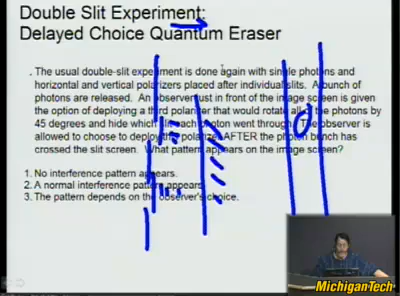 Double Slit Experiment:
Delayed Choice Quantum Eraser
. The usual double-slit experiment is done again with single photons and
horizontal and vertical polarizers placed after individual slits. A bunch of
photons are released. An observer just in front of the image screen is given
the option of deploying a third polarizer that would rotate all of the photons by
45 degrees and hide which slit each photon went through. The observer is
allowed to choose to deploy the polarizer AFTER the photon bunch has
crossed the slit screen. What pattern appears on the image screen?
1. No interference pattern appears.
2. A normal interference pattern appears.
3. The pattern depends on the observer's choice.
MichiganTech